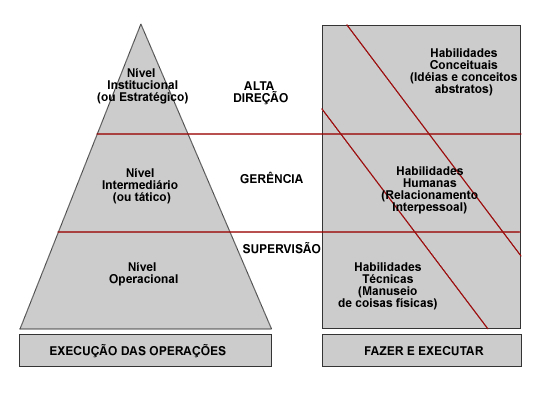 Nível
Institucional
(ou Estratégico)
ALTA
DIREÇÃO
Habilidades
Conceituais
(Idéias e conceitos
abstratos)
Nível
Intermediário
(ou tático)
GERÊNCIA
Habilidades
Humanas
(Relacionamento
Interpessoal)
SUPERVISÃO
Nível
Operacional
Habilidades
Técnicas
(Manuseio
de coisas físicas)
EXECUÇÃO DAS OPERAÇÕES
FAZER E EXECUTAR